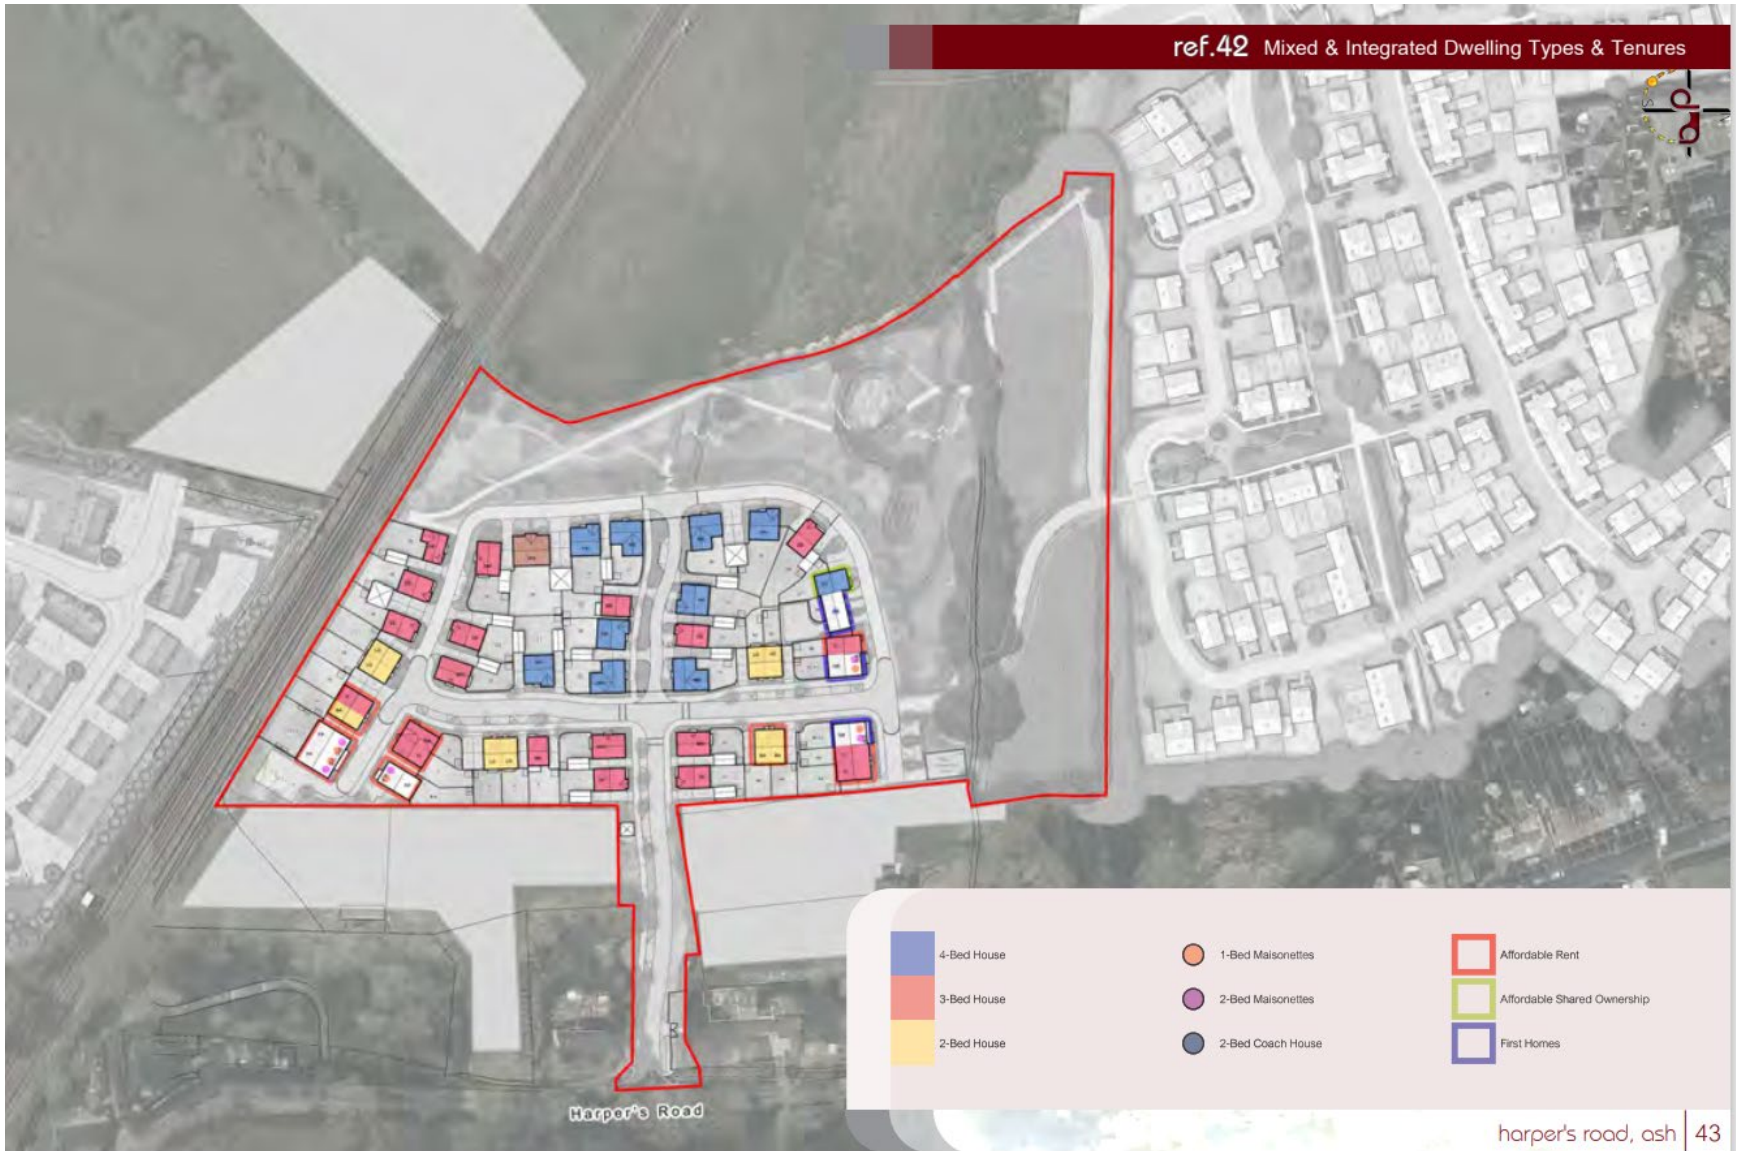 ref.42 Mixed & Integrated Dwelling Types & Tenures
Harper's Road
4-Bed House
3-Bed House
2-Bed House
1-Bed Maisonettes
2-Bed Maisonettes
2-Bed Coach House
Affordable Rent
Affordable Shared Ownership
First Homes
harper's road, ash 43